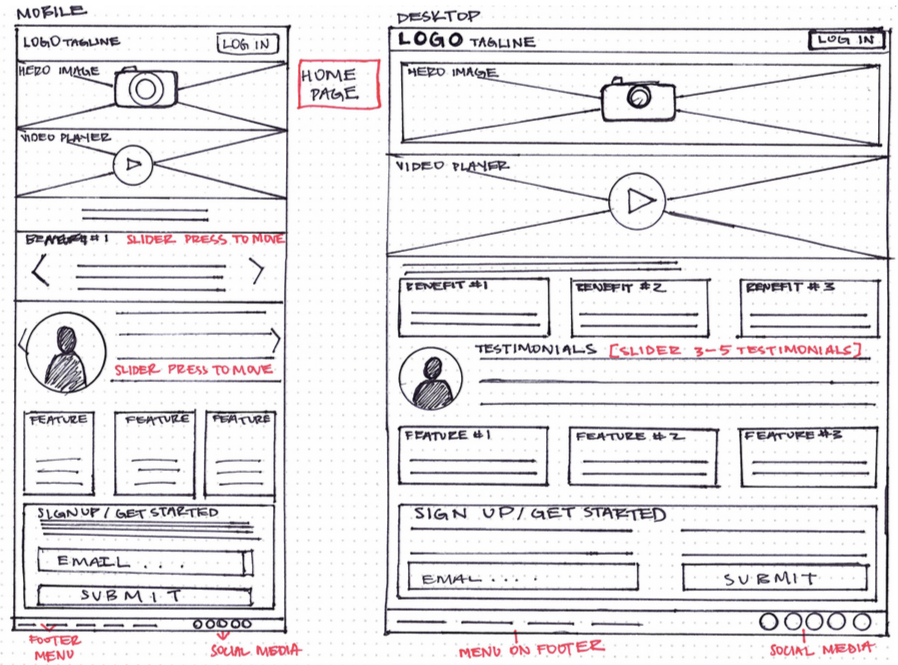 MOBILE
LOGO TAGLINE
LOG IN
HERO IMAGE
VIDEO PLAYER
#1 SLIDER PRESS TO MOVE
SLIDER PRESS TO MOVE
FEATURE
FEATURE
FEATURE
SIGN UP / GET STARTED
EMAIL . . . .
SUBMIT
FOOTER
MENU
SOCIAL MEDIA
HOME
PAGE
DESKTOP
LOGO TAGLINE
LOG IN
HERO IMAGE
VIDEO PLAYER
BENEFIT #1
BENEFIT #2
BENEFIT #3
TESTIMONIALS [SLIDER 3-5 TESTIMONIALS]
FEATURE #1
FEATURE #2
FEATURE #3
SIGN UP/GET STARTED
EMAL .....
SUBMIT
MENU ON FOOTER
SOCIAL MEDIA